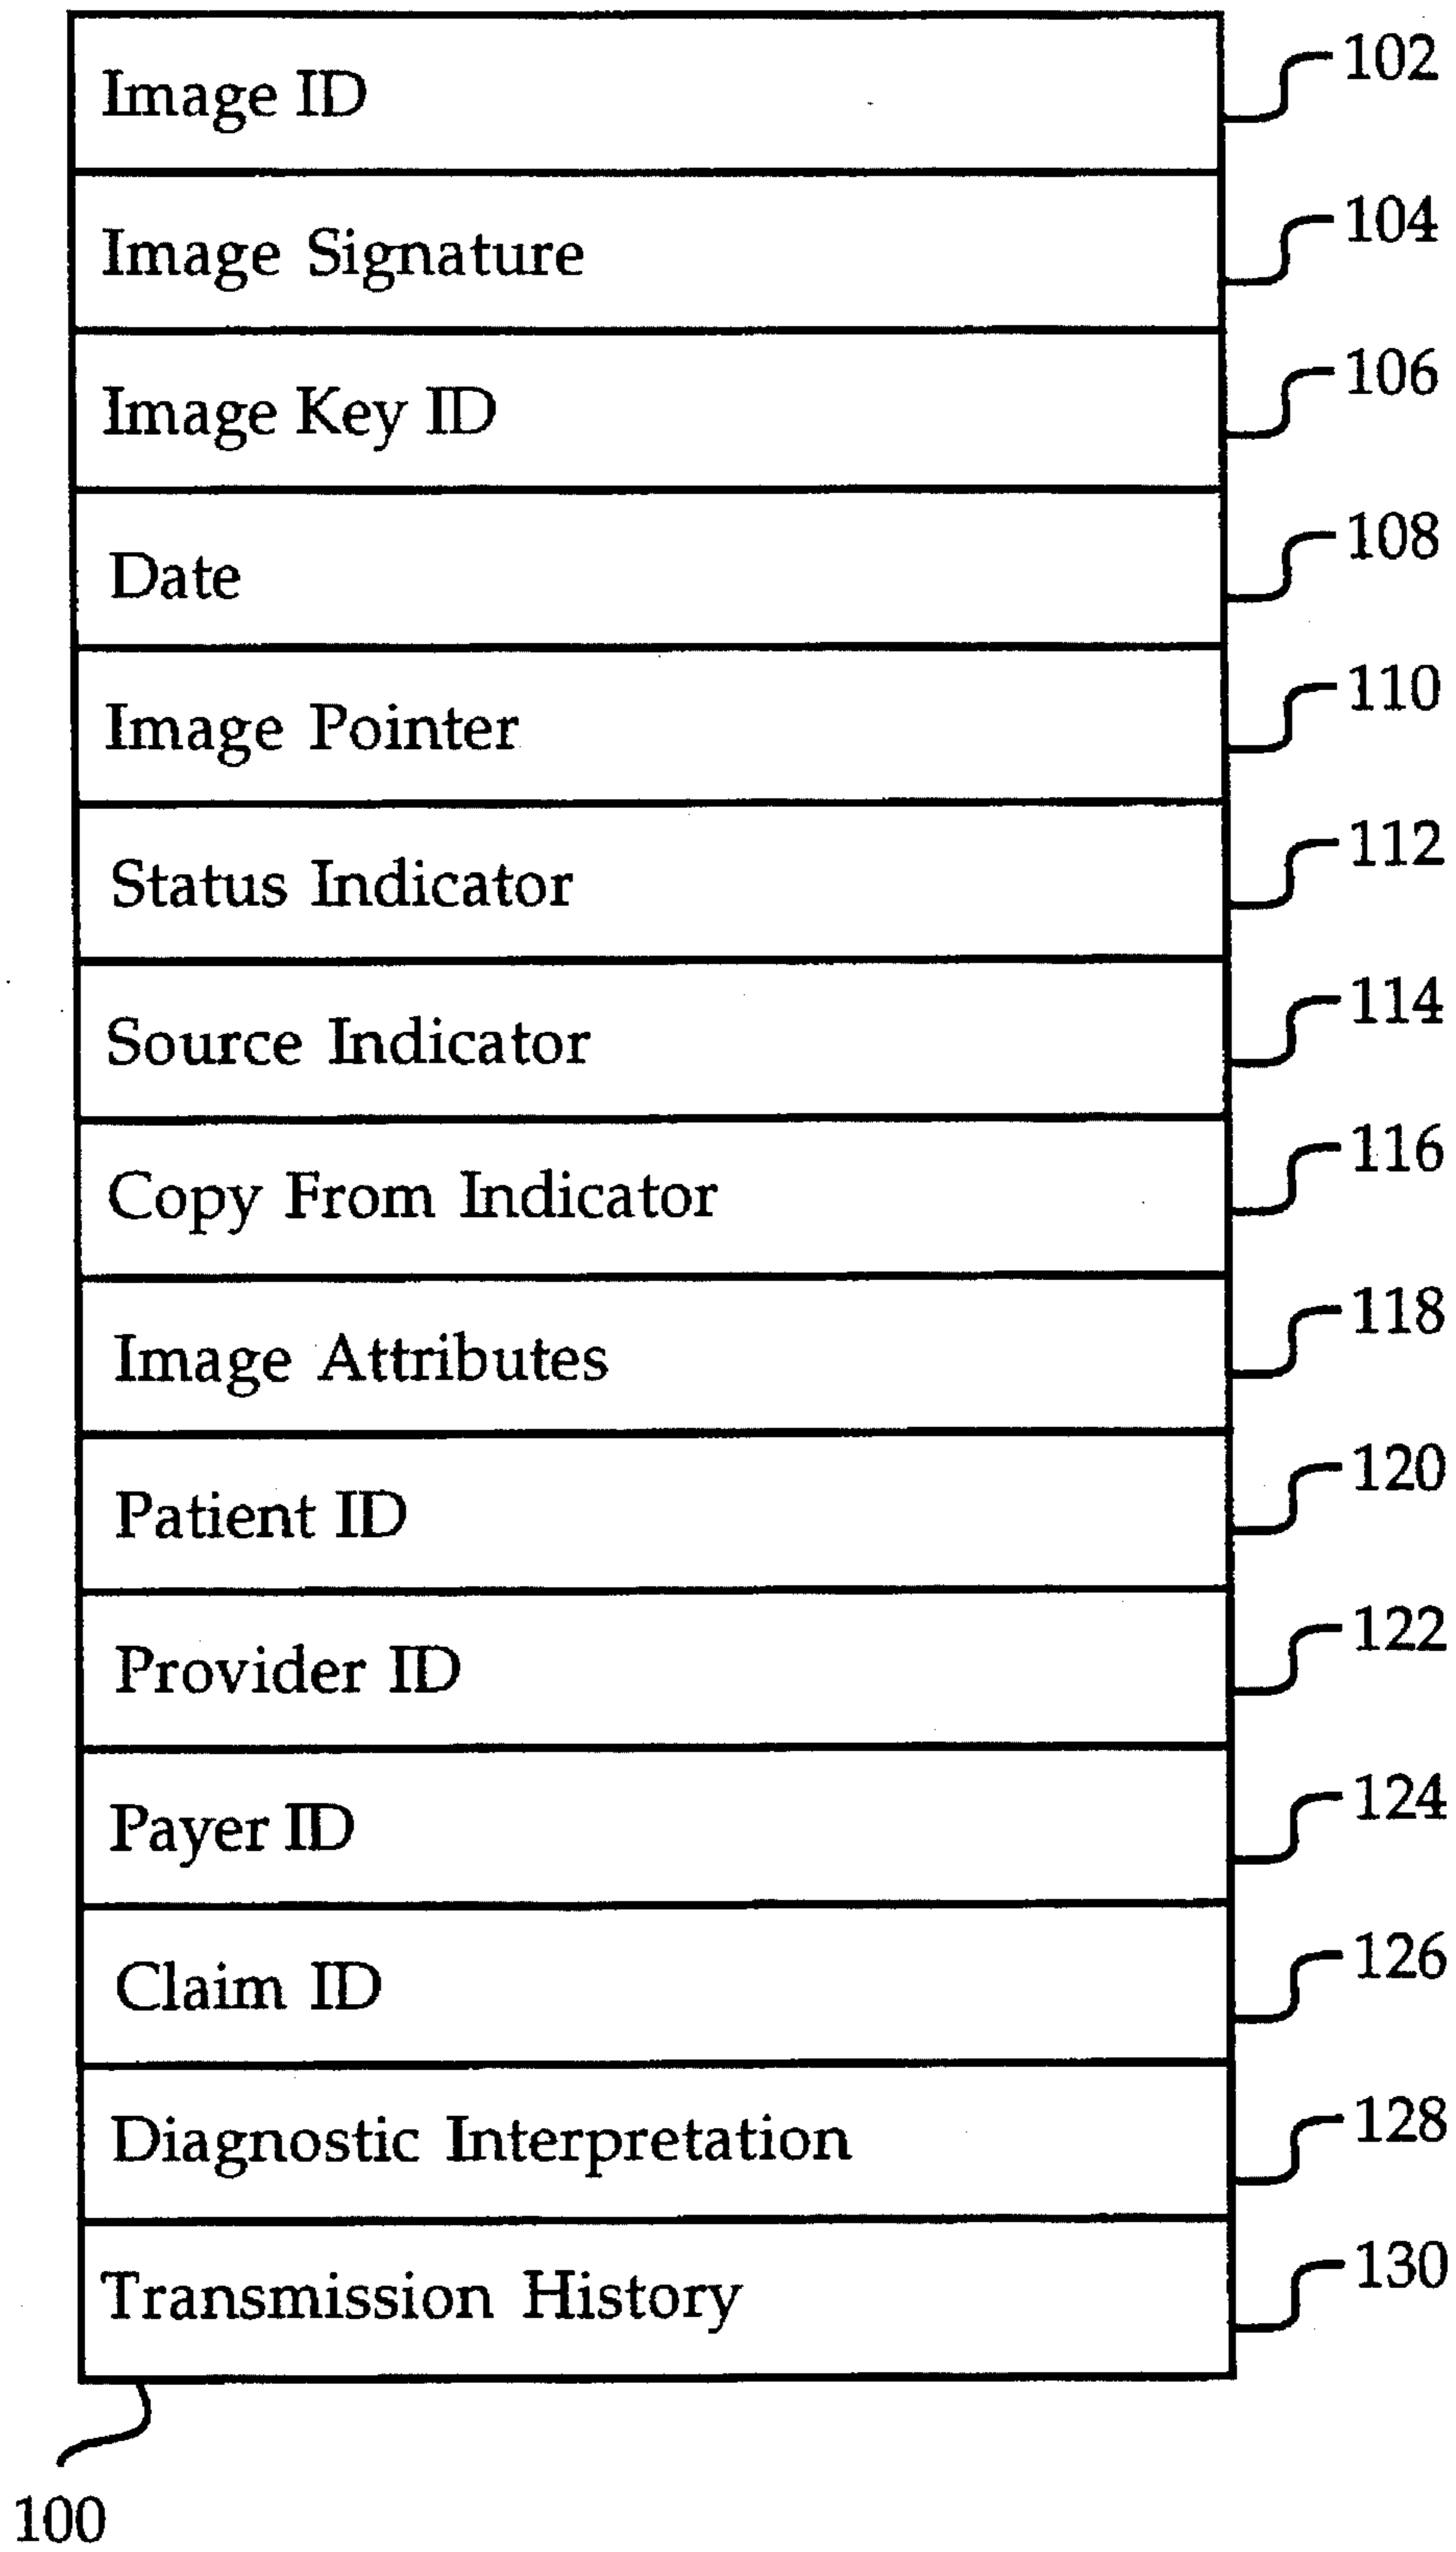 Image ID 102
Image Signature 104
Image Key ID 106
Date 108
Image Pointer 110
Status Indicator 112
Source Indicator 114
Copy From Indicator 116
Image Attributes 118
Patient ID 120
Provider ID 122
Payer ID 124
Claim ID 126
Diagnostic Interpretation 128
Transmission History 130
100